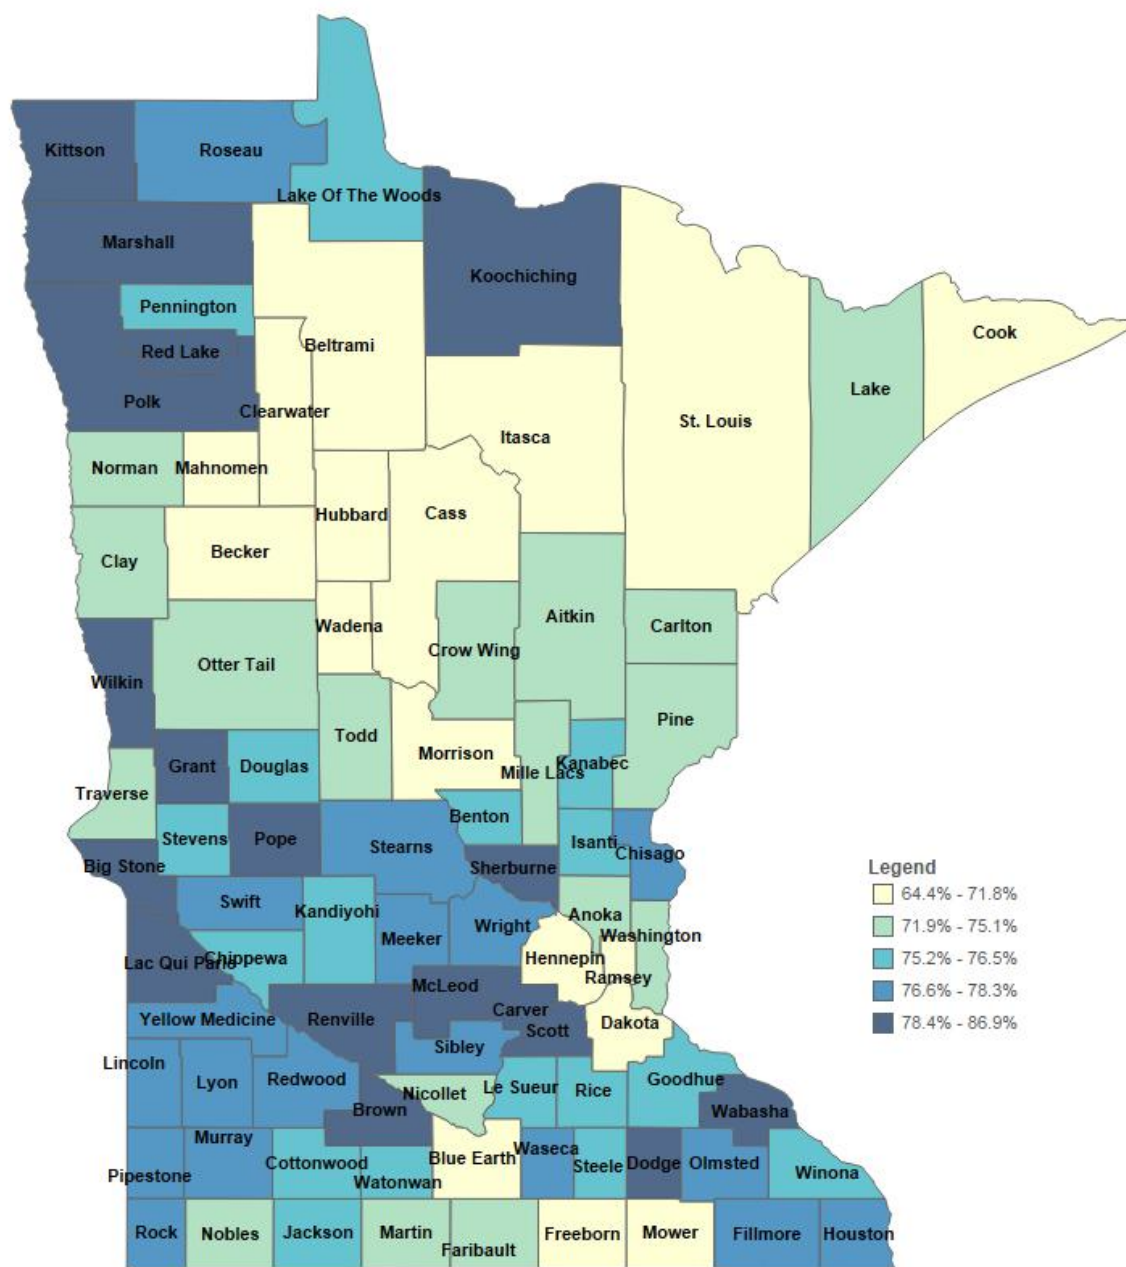 Kittson
Roseau
Lake Of The Woods
Marshall
Koochiching
Pennington
Beltrami
Cook
Red Lake
Polk
Clearwater
Lake
St. Louis
Itasca
Norman
Mahnomen
Hubbard
Cass
Becker
Clay
Aitkin
Wadena
Carlton
Crow Wing
Otter Tail
Wilkin
Pine
Todd
Morrison
Grant
Douglas
Kanabec
Mille Lacs
Traverse
Benton
Stevens
Pope
Stearns
Isanti
Chisago
Big Stone
Sherburne
Swift
Kandiyohi
Anoka
Wright
Meeker
Washington
Chippewa
Lac Qui Parle
Hennepin
Ramsey
McLeod
Carver
Yellow Medicine
Renville
Scott
Dakota
Sibley
Lincoln
Lyon
Redwood
Nicollet
Le Sueur
Rice
Goodhue
Brown
Wabasha
Murray
Waseca
Blue Earth
Cottonwood
Steele
Dodge
Olmsted
Winona
Pipestone
Watonwan
Rock
Nobles
Jackson
Martin
Faribault
Freeborn
Mower
Fillmore
Houston
Legend
64.4% - 71.8%
71.9% - 75.1%
75.2% - 76.5%
76.6% - 78.3%
78.4% - 86.9%